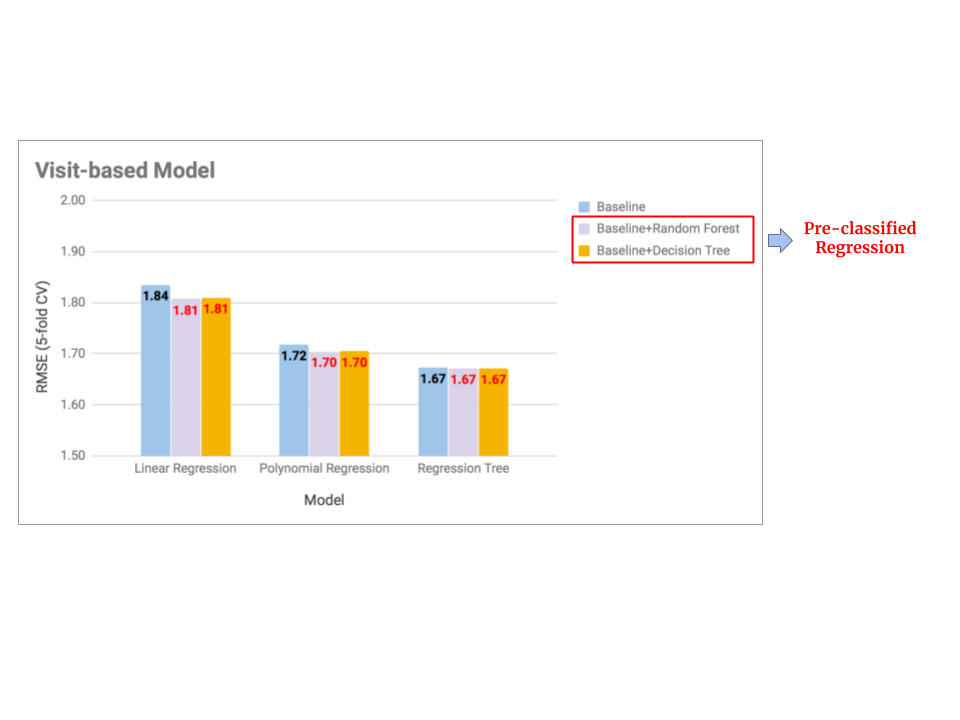 Visit-based Model
2.00
1.90
1.80
1.70
1.60
1.50
RMSE (5-fold CV)
1.84
1.81
1.81
1.72
1.70
1.70
1.67
1.67
1.67
Linear Regression
Polynomial Regression
Regression Tree
Model
Baseline
Baseline+Random Forest
Baseline+Decision Tree
Pre-classified
Regression